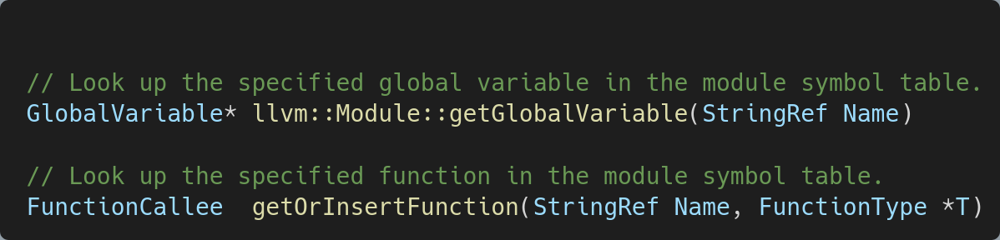 // Look up the specified global variable in the module symbol table.
GlobalVariable* llvm::Module::getGlobalVariable(StringRef Name)
// Look up the specified function in the module symbol table.
FunctionCallee  getOrInsertFunction(StringRef Name, FunctionType *T)